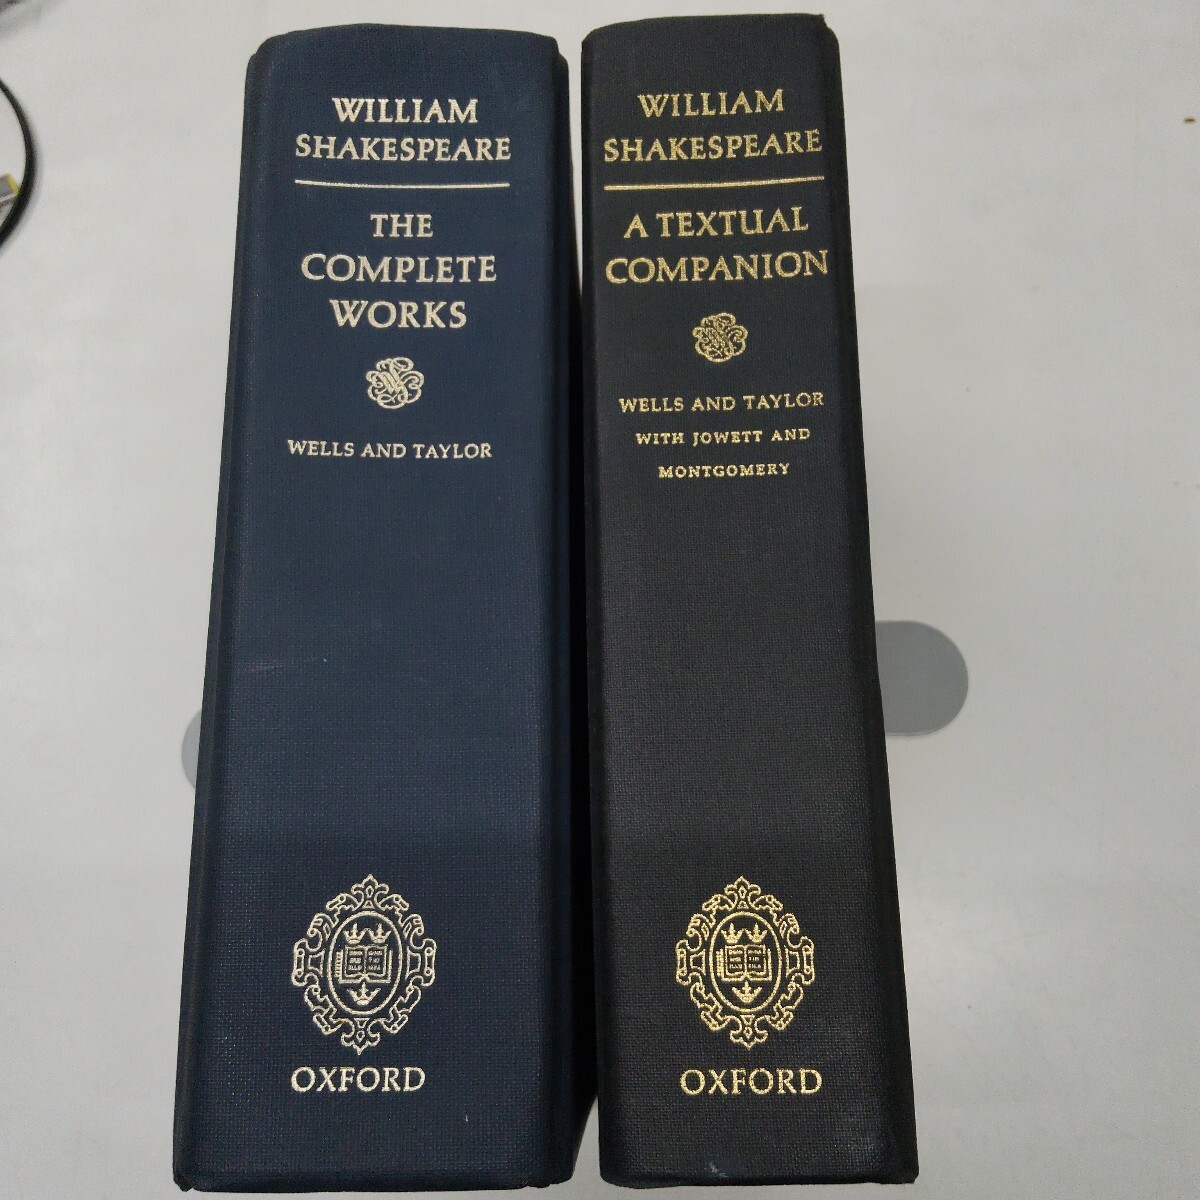 WILLIAM
SHAKESPEARE
THE
COMPLETE
WORKS
WELLS AND TAYLOR
OXFORD
WILLIAM
SHAKESPEARE
A TEXTUAL
COMPANION
WELLS AND TAYLOR
WITH JOWETT AND
MONTGOMERY
OXFORD